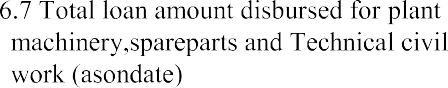 6.7 Total loan amount disbursed for plant
machinery,spareparts and Technical civil
work (asondate)